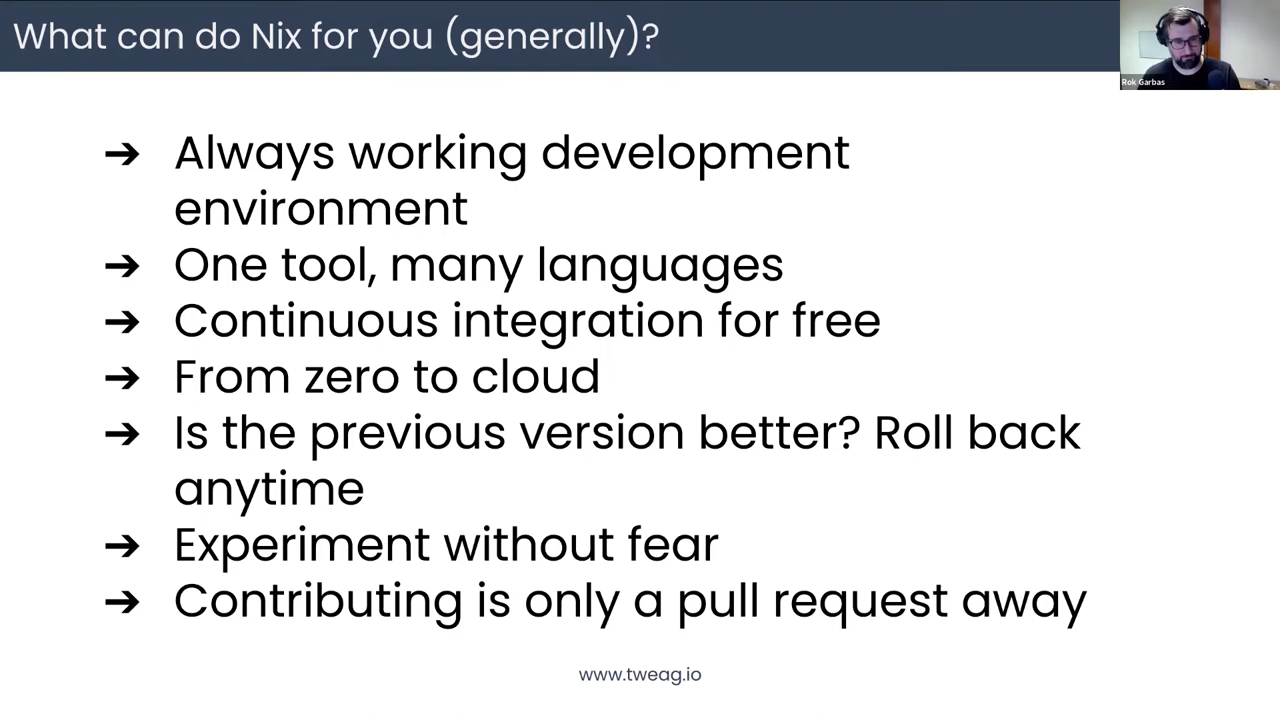 What can do Nix for you (generally)?
Rok Garbas
➔ Always working development
environment
➔ One tool, many languages
➔ Continuous integration for free
➔ From zero to cloud
➔ Is the previous version better? Roll back
anytime
➔ Experiment without fear
➔ Contributing is only a pull request away
www.tweag.io